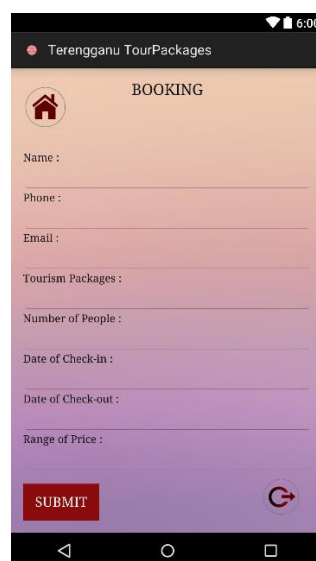 6:00
Terengganu TourPackages
BOOKING
Name :
Phone :
Email :
Tourism Packages :
Number of People :
Date of Check-in :
Date of Check-out :
Range of Price :
SUBMIT